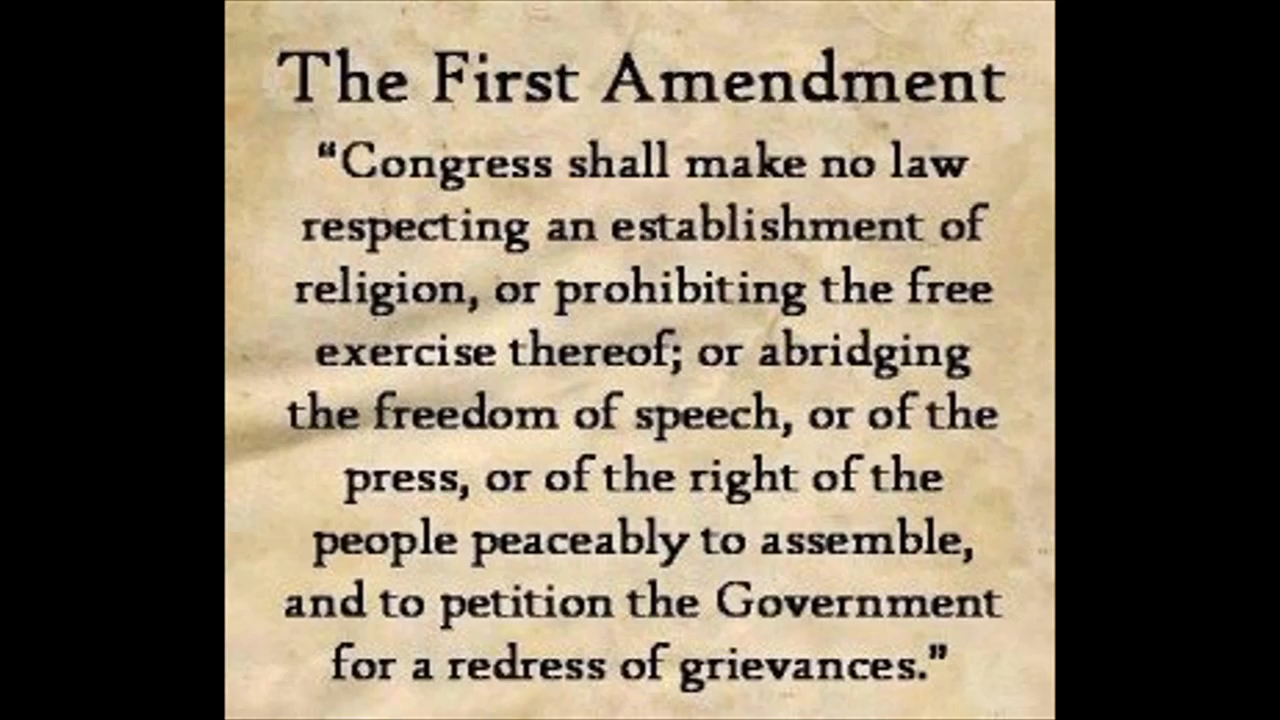 The First Amendment
“Congress shall make no law
respecting an establishment of
religion, or prohibiting the free
exercise thereof; or abridging
the freedom of speech, or of the
press, or of the right of the
people peaceably to assemble,
and to petition the Government
for a redress of grievances.”